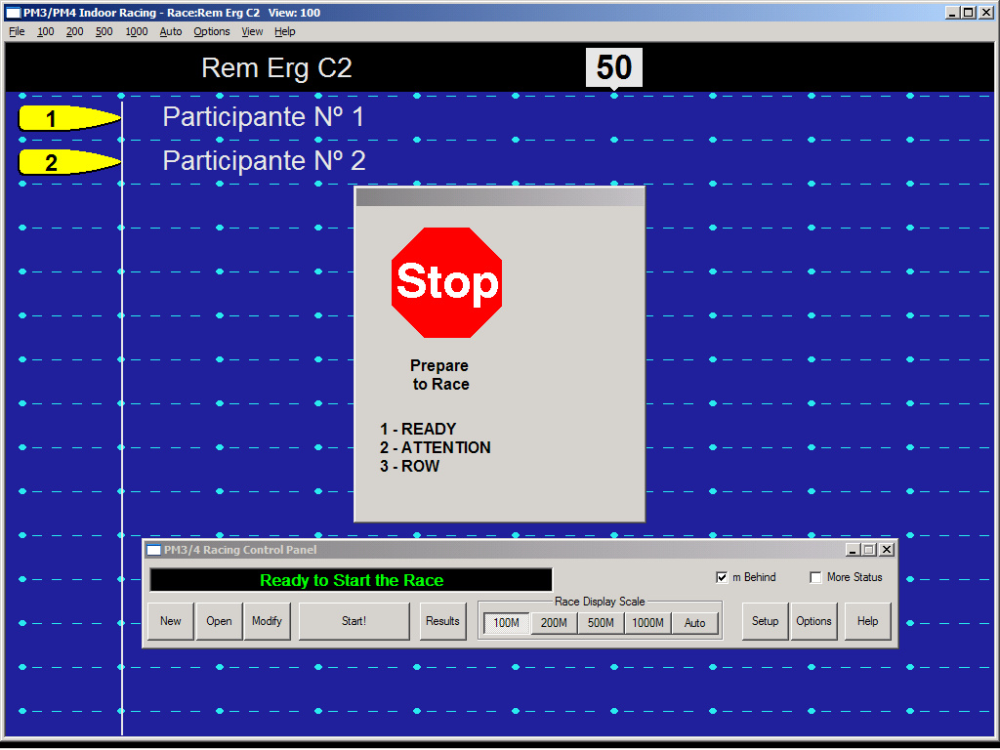 PM3/PM4 Indoor Racing - Race:Rem Erg C2 View: 100
File 100 200 500 1000 Auto Options View Help
Rem Erg C2 50
1 Participante Nº 1
2 Participante Nº 2
Stop
Prepare
to Race
1 - READY
2 - ATTENTION
3 - ROW
PM3/4 Racing Control Panel
Ready to Start the Race
m Behind More Status
Race Display Scale
New Open Modify Start! Results 100M 200M 500M 1000M Auto Setup Options Help